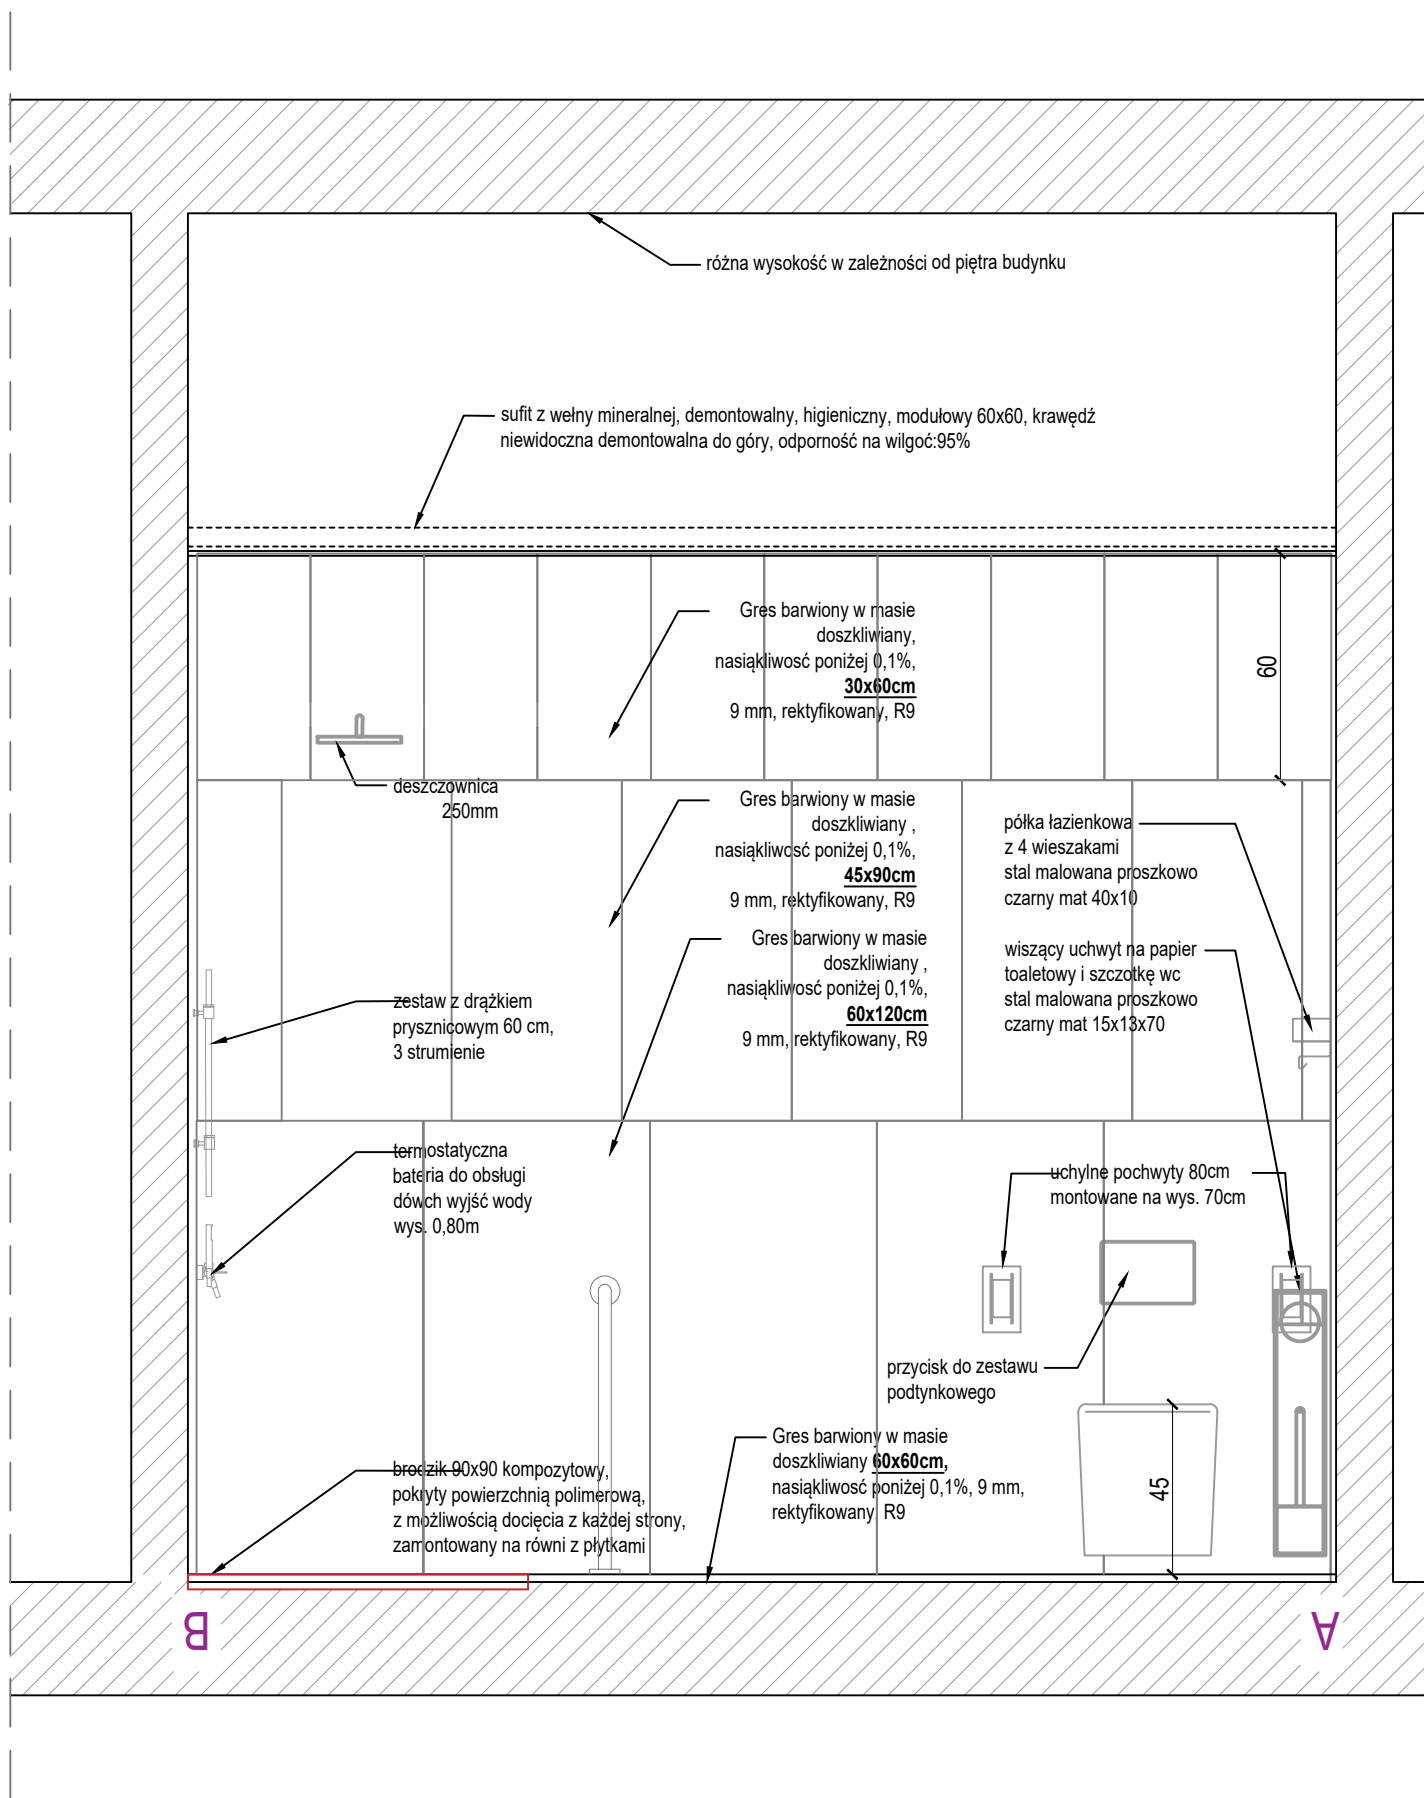 różna wysokość w zależności od piętra budynku
sufit z wełny mineralnej, demontowalny, higieniczny, modułowy 60x60, krawędź
niewidoczna demontowalna do góry, odporność na wilgoć:95%
Gres barwiony w masie
doszkliwiany,
nasiąkliwosć poniżej 0,1%,
30x60cm
9 mm, rektyfikowany, R9
60
deszczownica
250mm
Gres barwiony w masie
doszkliwiany ,
nasiąkliwosć poniżej 0,1%,
45x90cm
9 mm, rektyfikowany, R9
półka łazienkowa
z 4 wieszakami
stal malowana proszkowo
czarny mat 40x10
Gres barwiony w masie
doszkliwiany ,
nasiąkliwosć poniżej 0,1%,
60x120cm
9 mm, rektyfikowany, R9
wiszący uchwyt na papier
toaletowy i szczotkę wc
stal malowana proszkowo
czarny mat 15x13x70
zestaw z drążkiem
prysznicowym 60 cm,
3 strumienie
termostatyczna
bateria do obsługi
dówch wyjść wody
wys. 0,80m
uchylne pochwyty 80cm
montowane na wys. 70cm
przycisk do zestawu
podtynkowego
Gres barwiony w masie
doszkliwiany 60x60cm,
nasiąkliwosć poniżej 0,1%, 9 mm,
rektyfikowany, R9
45
brodzik 90x90 kompozytowy,
pokryty powierzchnią polimerową,
z możliwością docięcia z każdej strony,
zamontowany na równi z płytkami
B
A